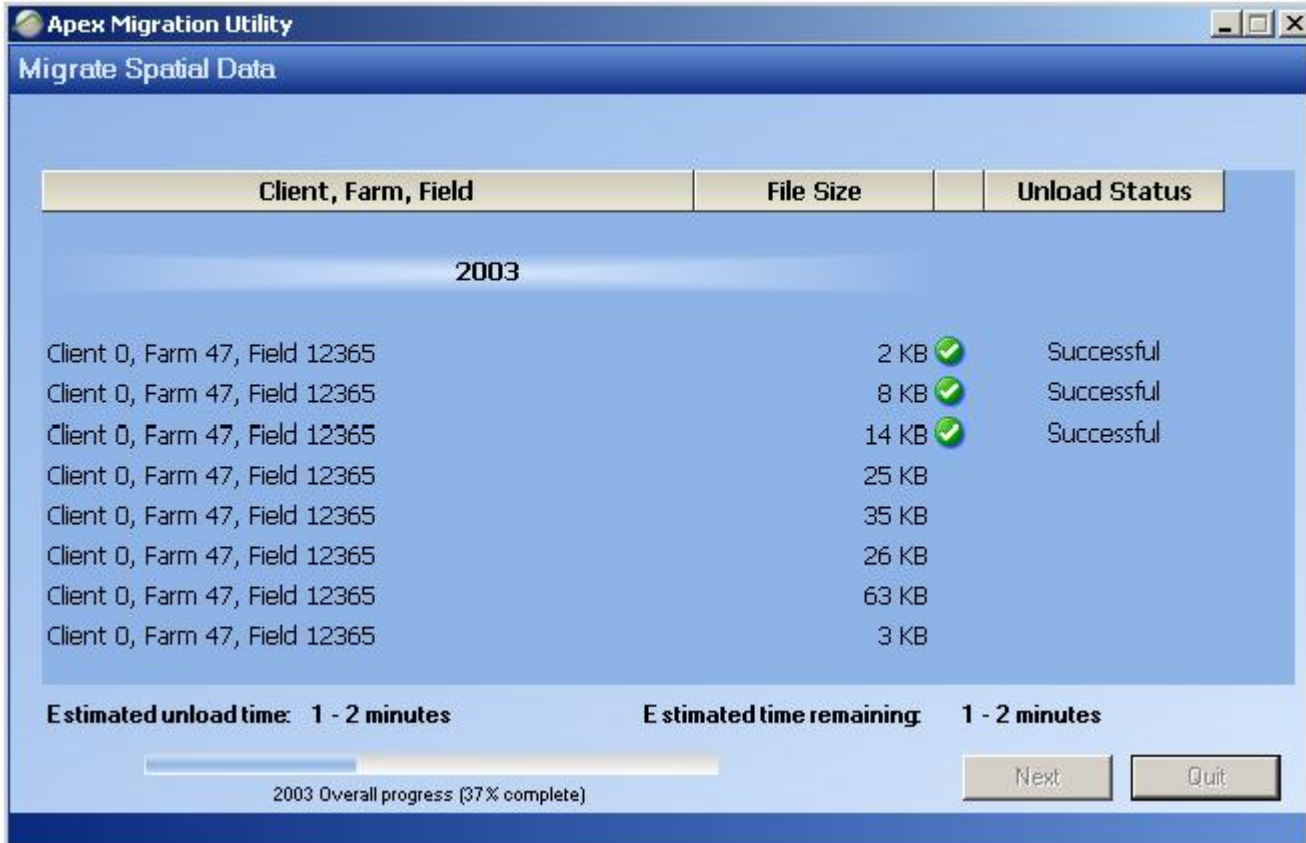 Apex Migration Utility
Migrate Spatial Data
Client, Farm, Field File Size Unload Status
2003
Client 0, Farm 47, Field 12365 2 KB Successful
Client 0, Farm 47, Field 12365 8 KB Successful
Client 0, Farm 47, Field 12365 14 KB Successful
Client 0, Farm 47, Field 12365 25 KB
Client 0, Farm 47, Field 12365 35 KB
Client 0, Farm 47, Field 12365 26 KB
Client 0, Farm 47, Field 12365 63 KB
Client 0, Farm 47, Field 12365 3 KB
Estimated unload time: 1 - 2 minutes Estimated time remaining: 1 - 2 minutes
Next Quit
2003 Overall progress (37% complete)